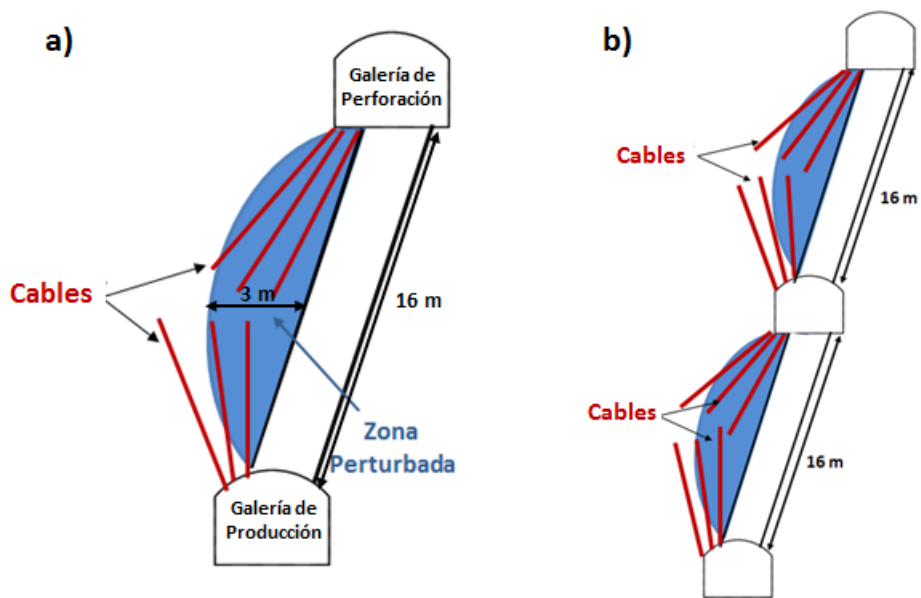 a)
Galería de
Perforación
Cables
3 m
16 m
Zona
Perturbada
Galería de
Producción
b)
Cables
16 m
Cables
16 m